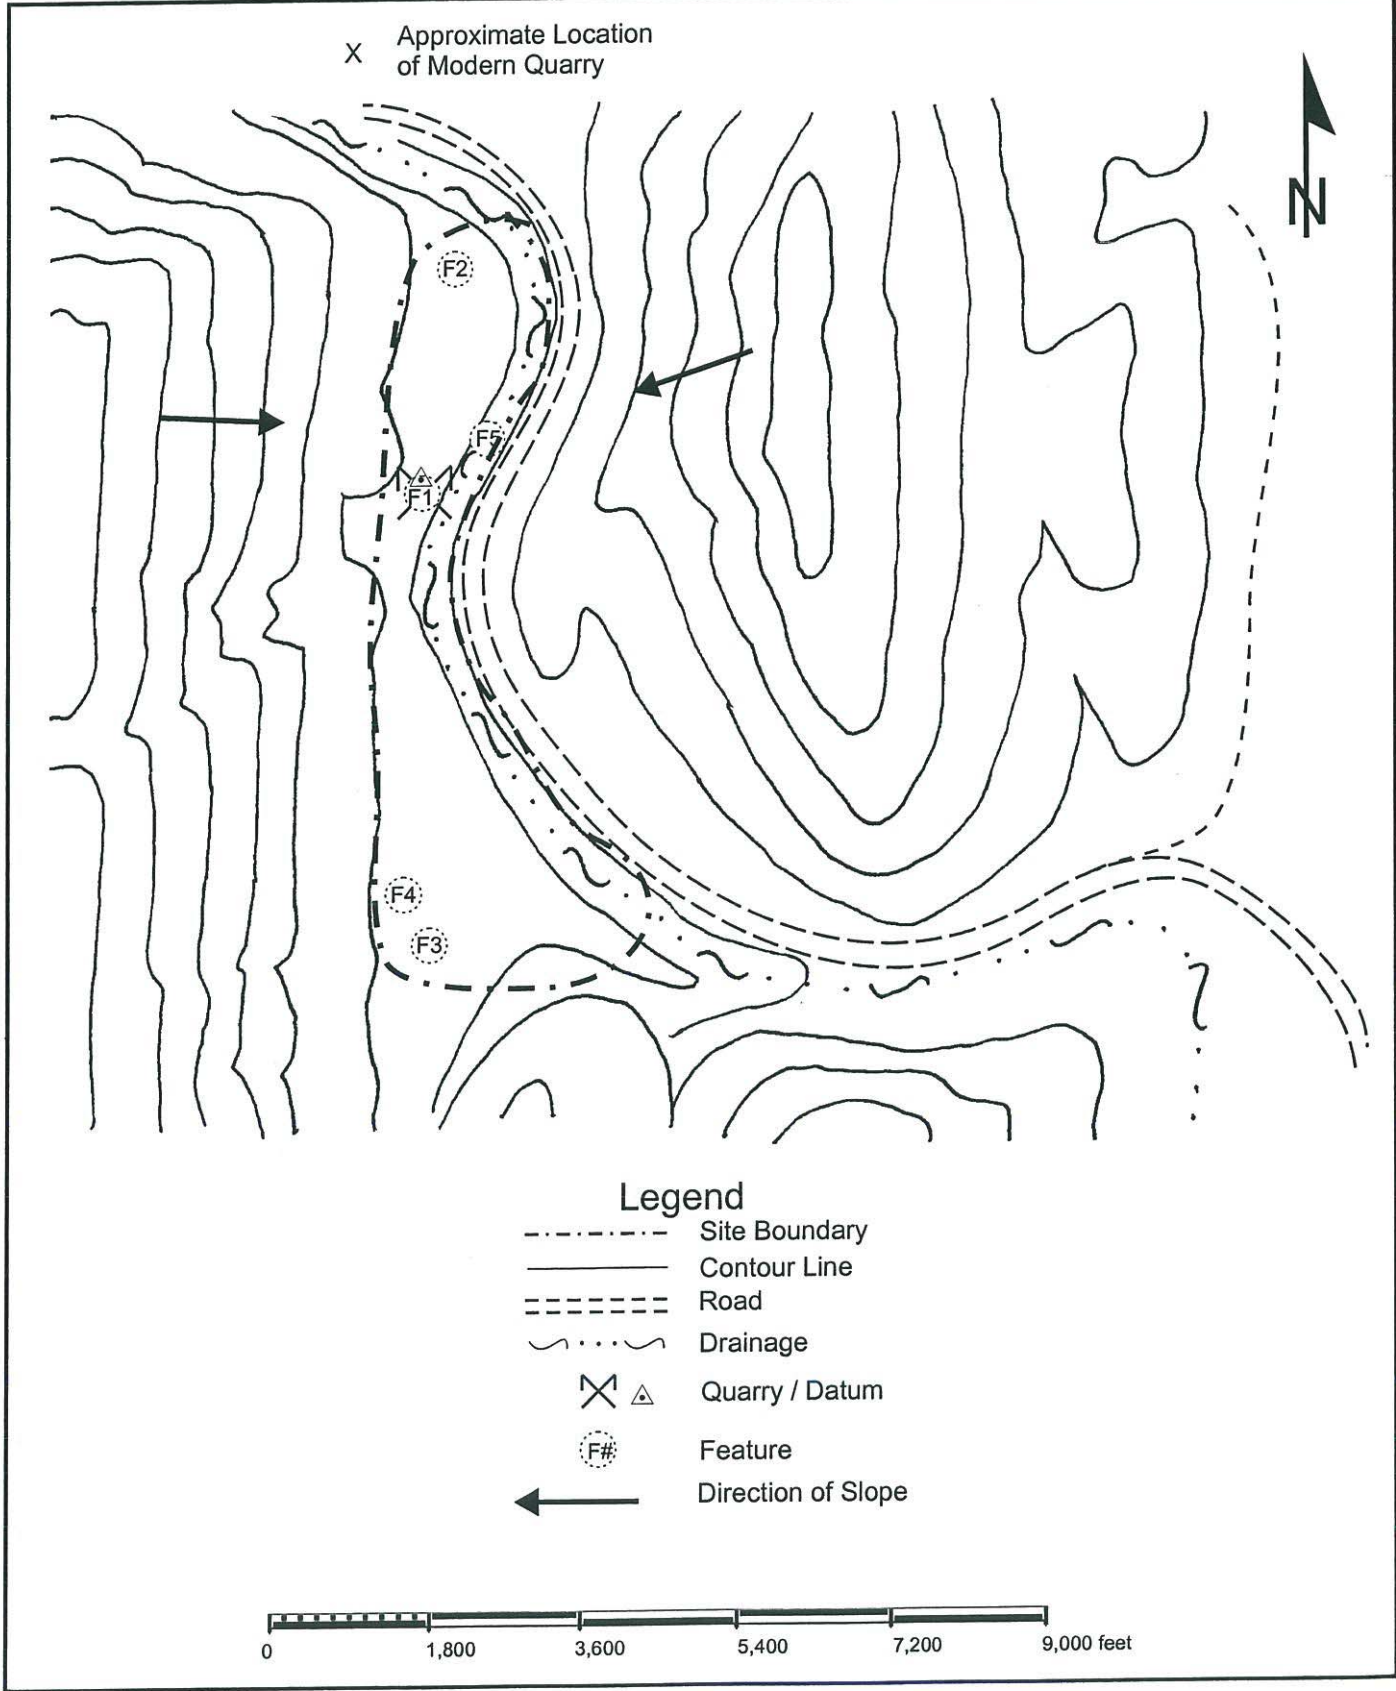 X
Approximate Location
of Modern Quarry
N
F2
F5
F1
F4
F3
Legend
Site Boundary
Contour Line
Road
Drainage
Quarry / Datum
F#
Feature
Direction of Slope
0
1,800
3,600
5,400
7,200
9,000 feet